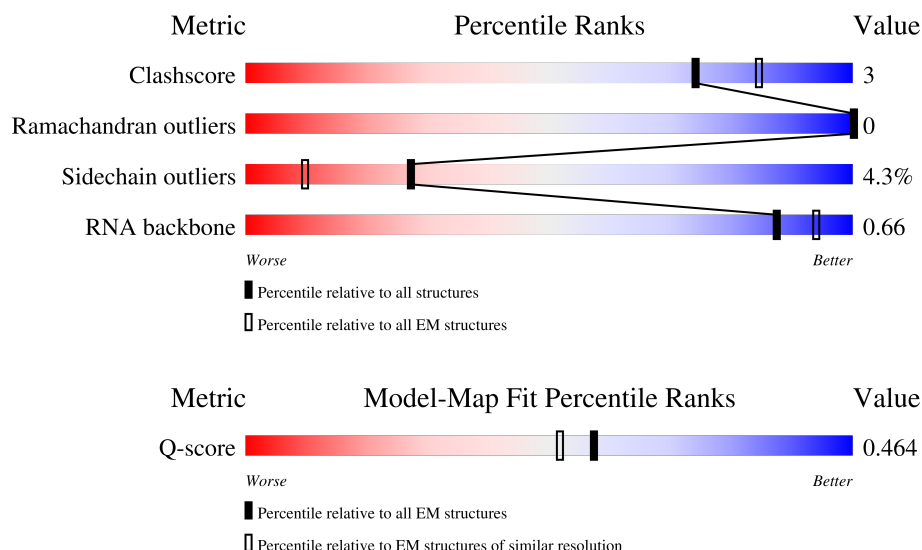 Metric Percentile Ranks Value
Clashscore 3
Ramachandran outliers 0
Sidechain outliers 4.3%
RNA backbone 0.66
Worse Better
Percentile relative to all structures
Percentile relative to all EM structures
Metric Model-Map Fit Percentile Ranks Value
Q-score 0.464
Worse Better
Percentile relative to all EM structures
Percentile relative to EM structures of similar resolution